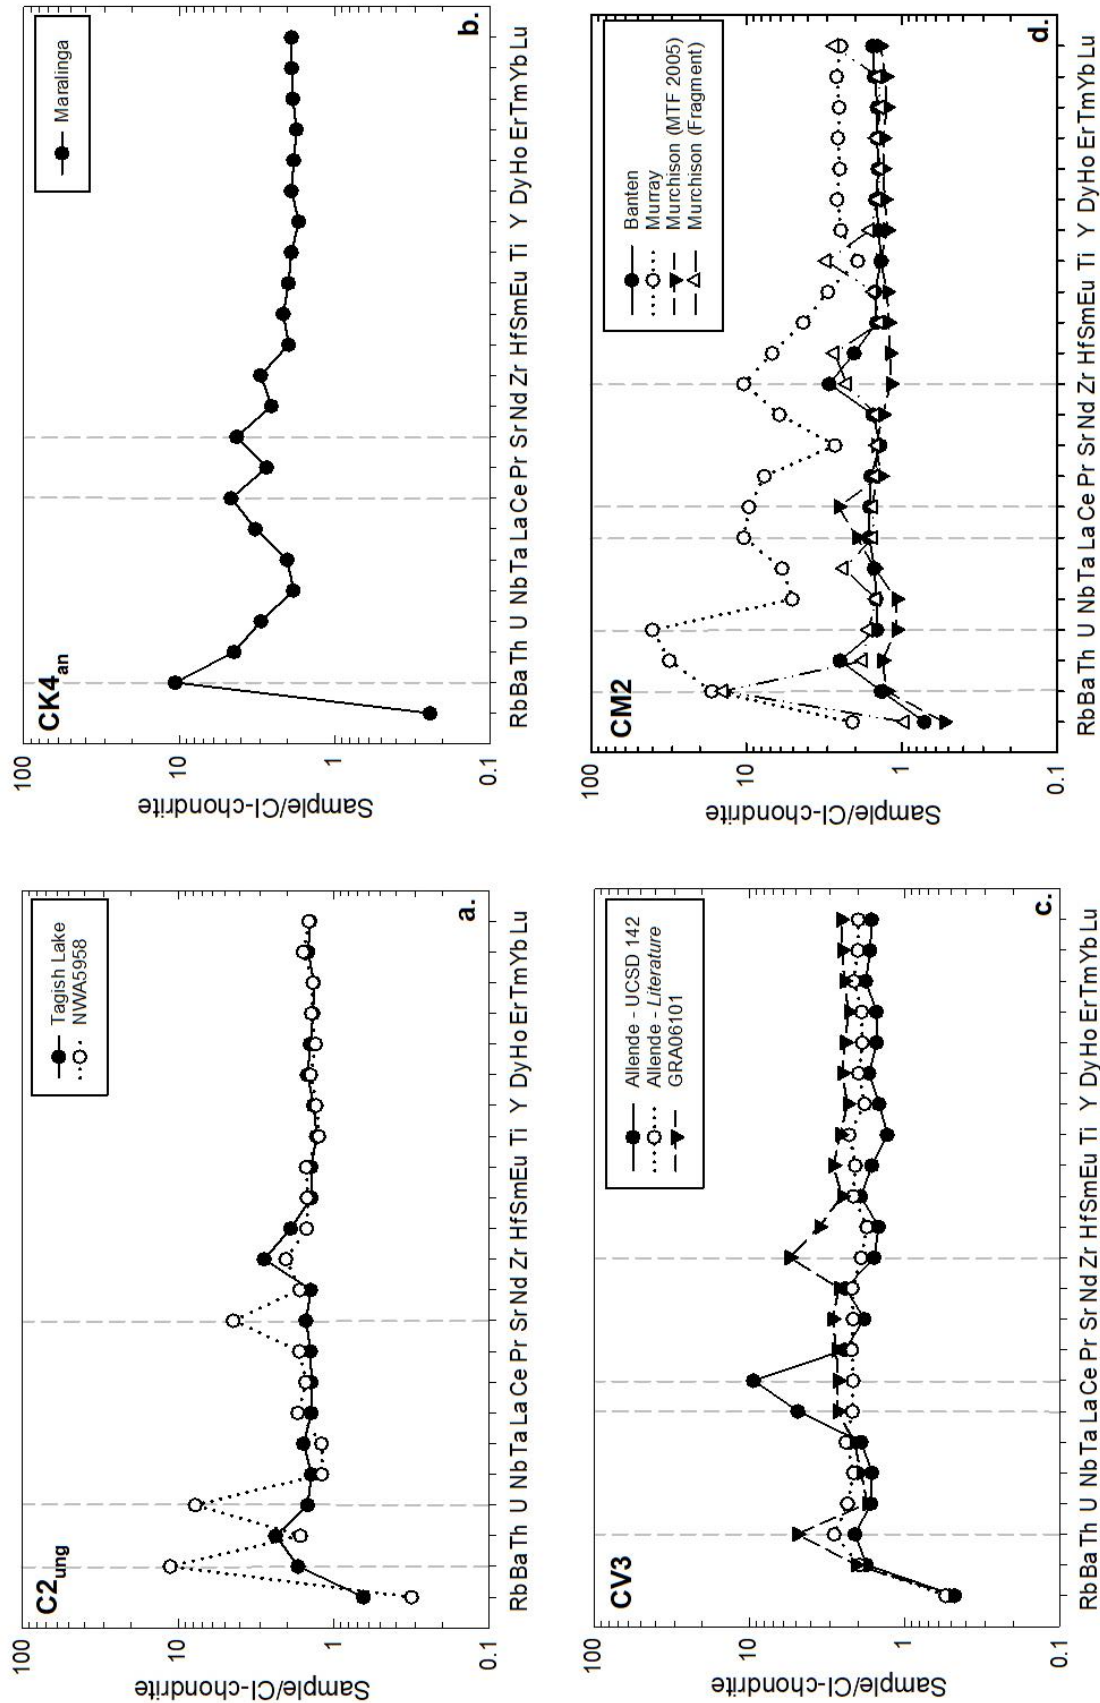 C2ung
Tagish Lake
NWA5958
a.
100
10
1
0.1
Sample/CI-chondrite
Rb Ba Th U Nb Ta La Ce Pr Sr Nd Zr Hf Sm Eu Ti Y Dy Ho Er Tm Yb Lu
CK4an
Maralinga
b.
100
10
1
0.1
Sample/CI-chondrite
Rb Ba Th U Nb Ta La Ce Pr Sr Nd Zr Hf Sm Eu Ti Y Dy Ho Er Tm Yb Lu
CV3
Allende - UCSD 142
Allende - Literature
GRA06101
c.
100
10
1
0.1
Sample/CI-chondrite
Rb Ba Th U Nb Ta La Ce Pr Sr Nd Zr Hf Sm Eu Ti Y Dy Ho Er Tm Yb Lu
CM2
Banten
Murray
Murchison (MTF 2005)
Murchison (Fragment)
d.
100
10
1
0.1
Sample/CI-chondrite
Rb Ba Th U Nb Ta La Ce Pr Sr Nd Zr Hf Sm Eu Ti Y Dy Ho Er Tm Yb Lu